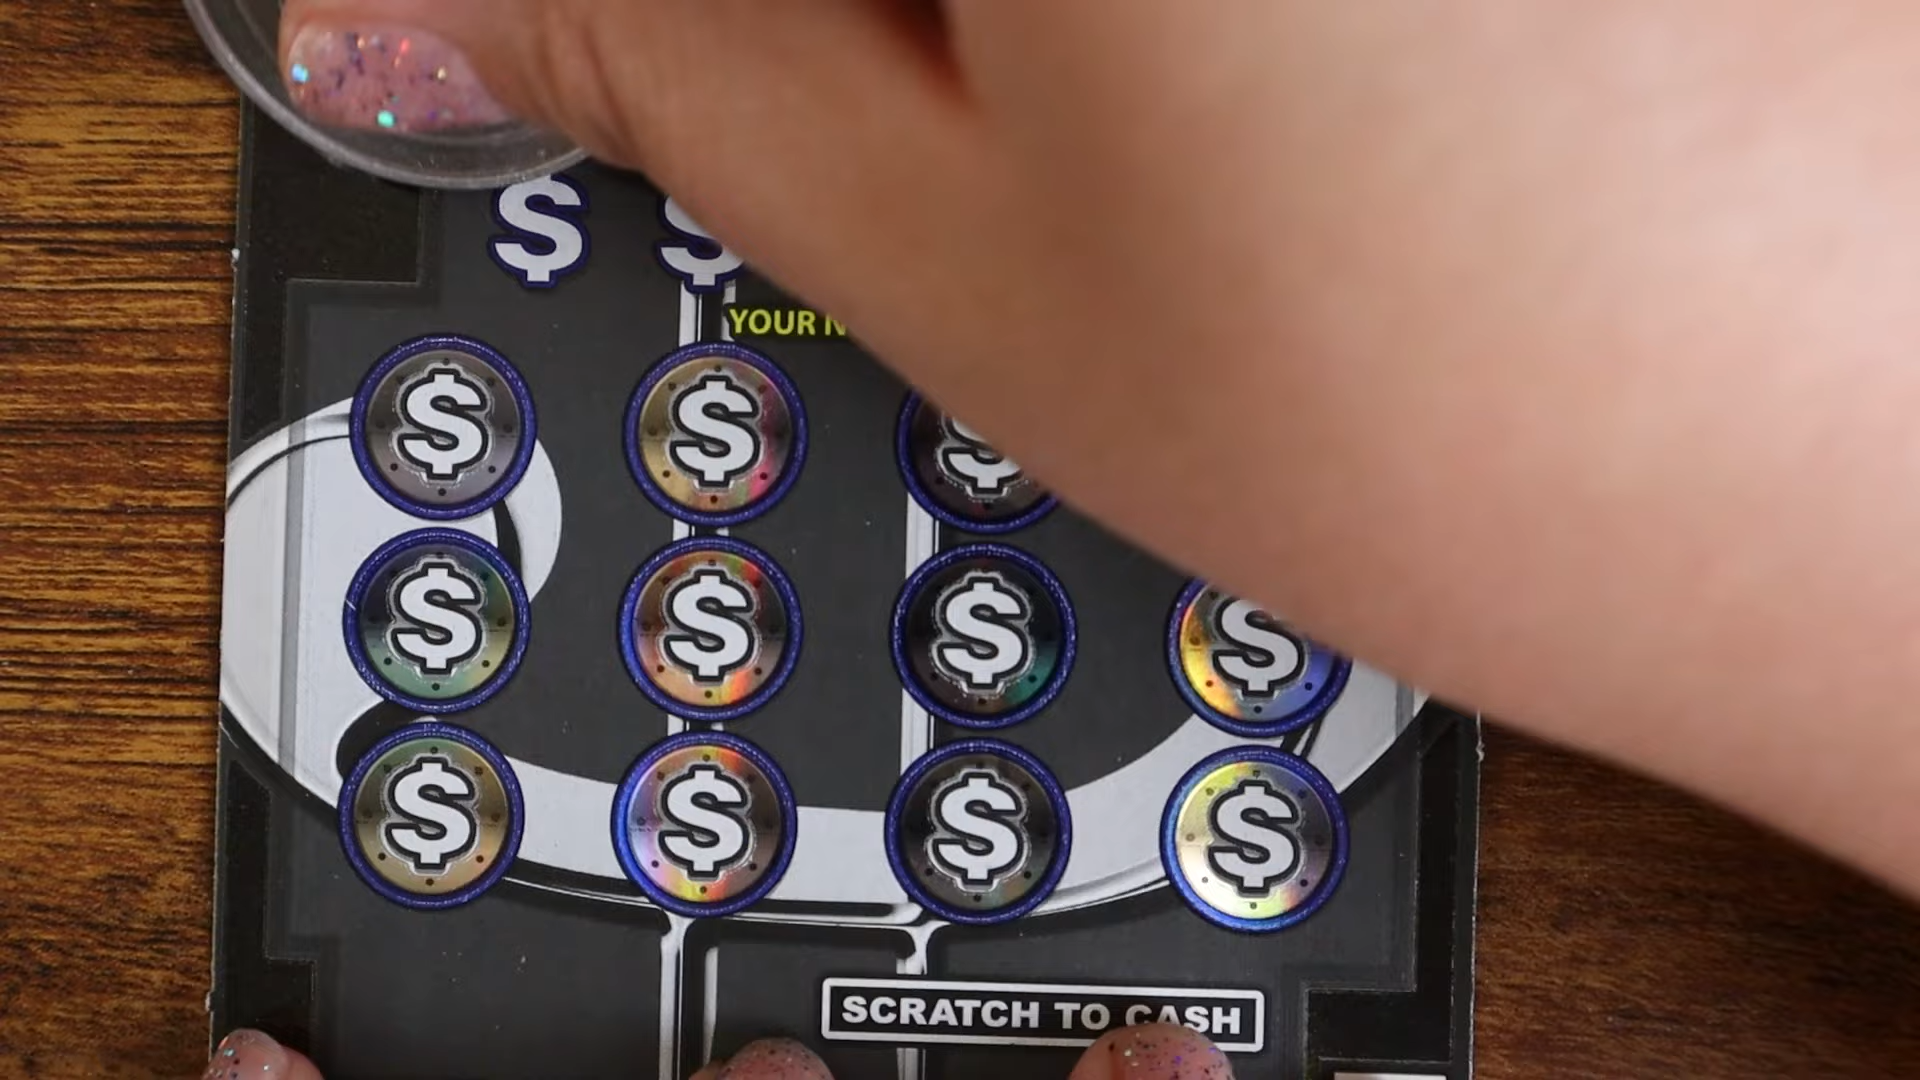 $ $
YOUR
$ $ $
$ $ $ $
$ $ $ $
SCRATCH TO CASH